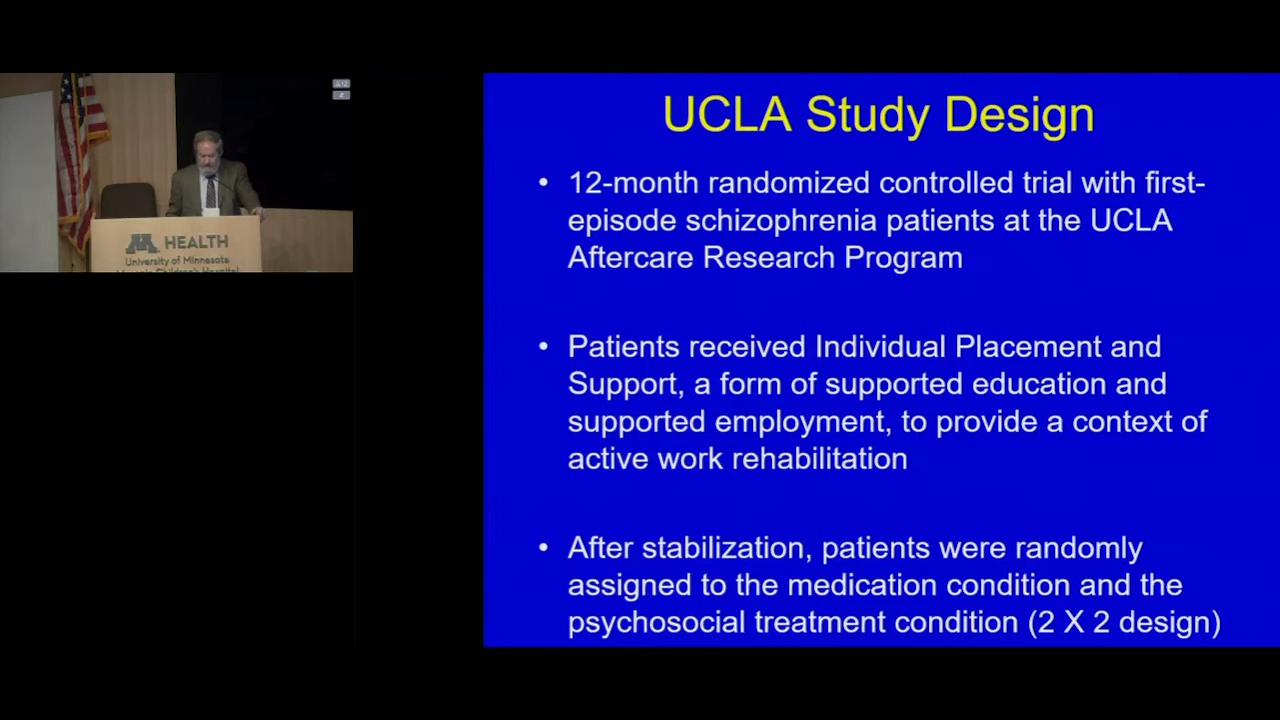 UCLA Study Design
• 12-month randomized controlled trial with first-
episode schizophrenia patients at the UCLA
Aftercare Research Program
• Patients received Individual Placement and
Support, a form of supported education and
supported employment, to provide a context of
active work rehabilitation
• After stabilization, patients were randomly
assigned to the medication condition and the
psychosocial treatment condition (2 X 2 design)
M HEALTH
University of Minnesota
Children's Hospital